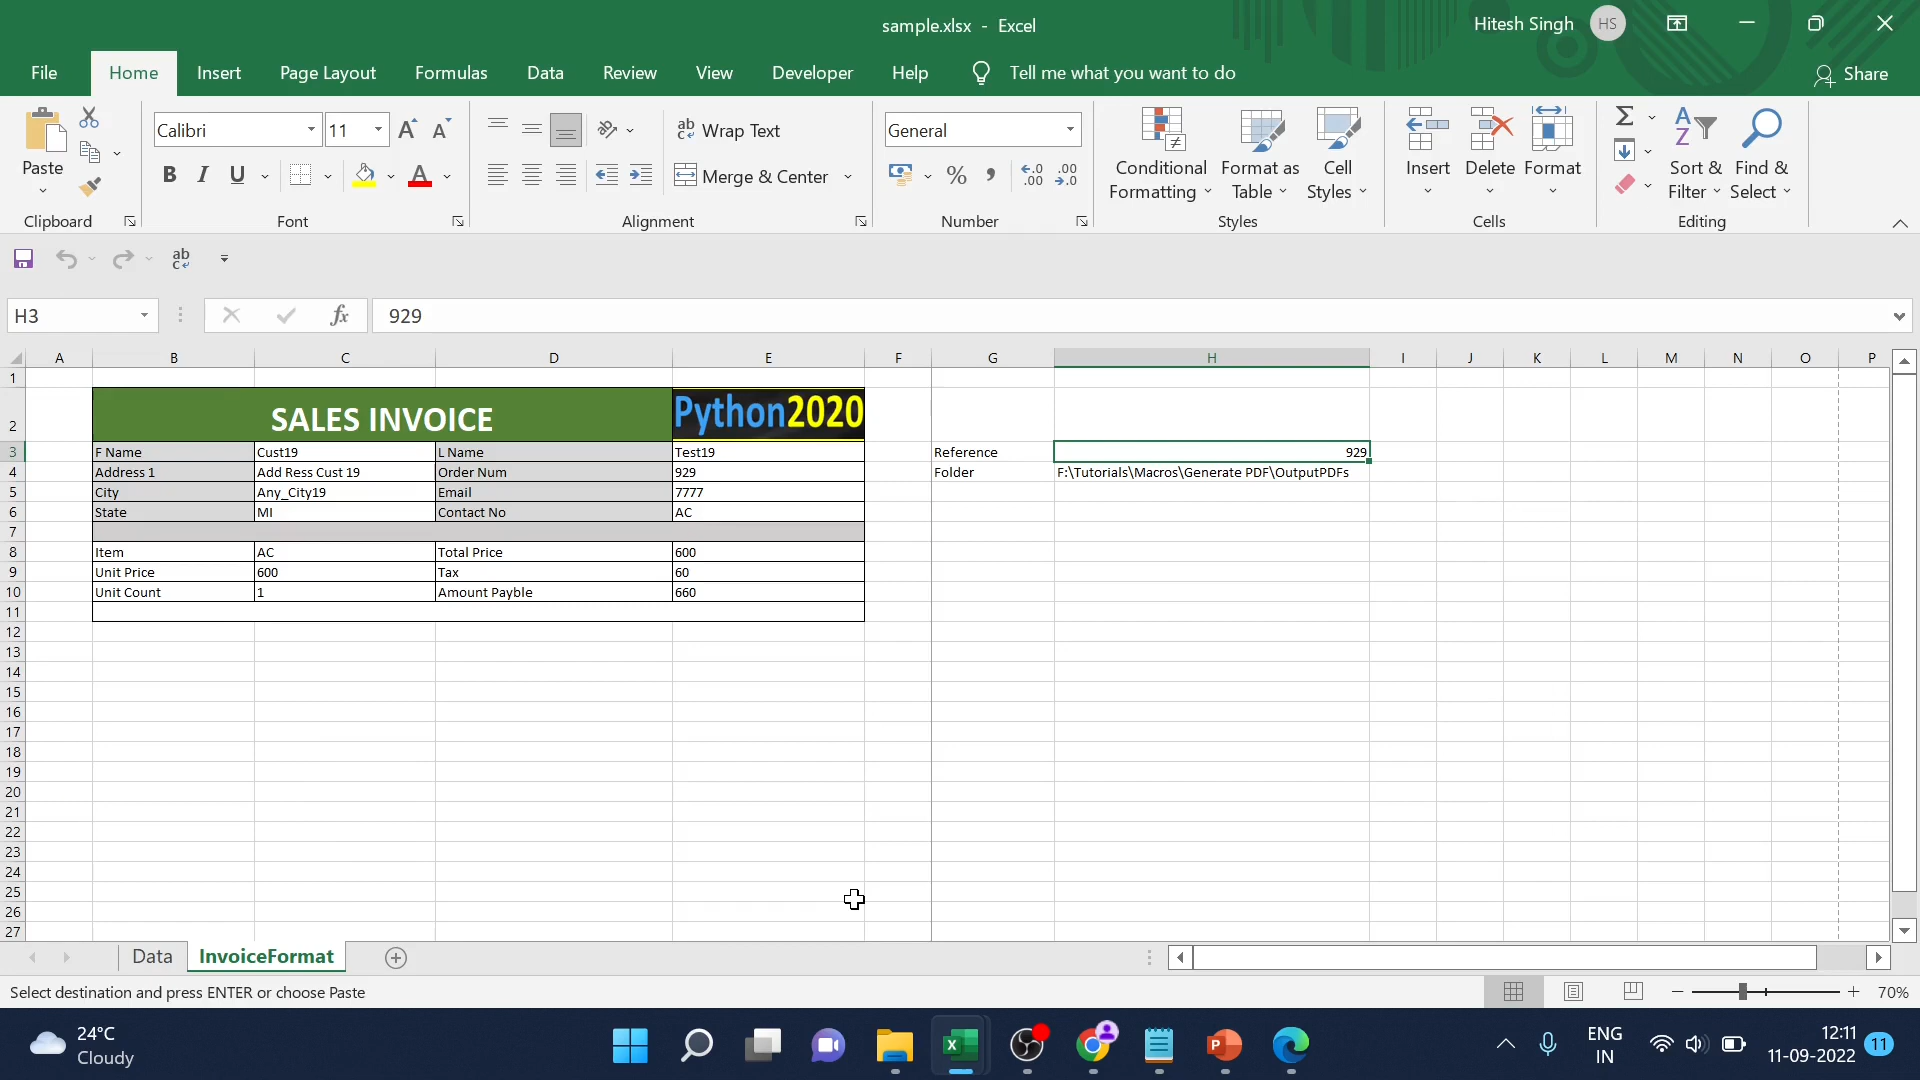 sample.xlsx - Excel
Hitesh Singh HS
File Home Insert Page Layout Formulas Data Review View Developer Help Tell me what you want to do Share
Paste
Clipboard
Calibri 11
B I U A
Font
ab Wrap Text
Merge & Center
Alignment
General
% , .00 .00
Number
Conditional Formatting
Format as Table
Cell Styles
Styles
Insert Delete Format
Cells
Sort & Filter
Find & Select
Editing
H3 fx 929
A B C D E F G H I J K L M N O P
1
2 SALES INVOICE Python2020
3 F Name Cust19 L Name Test19 Reference 929
4 Address 1 Add Ress Cust 19 Order Num 929 Folder F:\Tutorials\Macros\Generate PDF\OutputPDFs
5 City Any_City19 Email 7777
6 State MI Contact No AC
7
8 Item AC Total Price 600
9 Unit Price 600 Tax 60
10 Unit Count 1 Amount Payble 660
11
12
13
14
15
16
17
18
19
20
21
22
23
24
25
26
27
Data InvoiceFormat
Select destination and press ENTER or choose Paste
70%
24°C
Cloudy
ENG
IN
12:11
11-09-2022
11